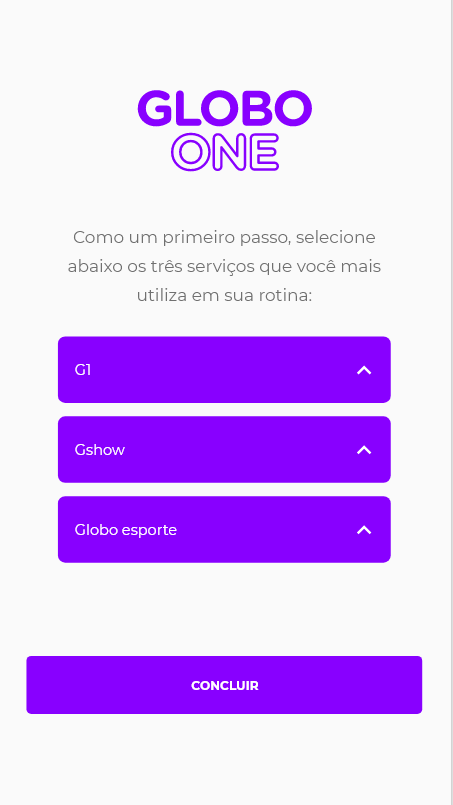 GLOBO
ONE
Como um primeiro passo, selecione
abaixo os três serviços que você mais
utiliza em sua rotina:
G1
Gshow
Globo esporte
CONCLUIR